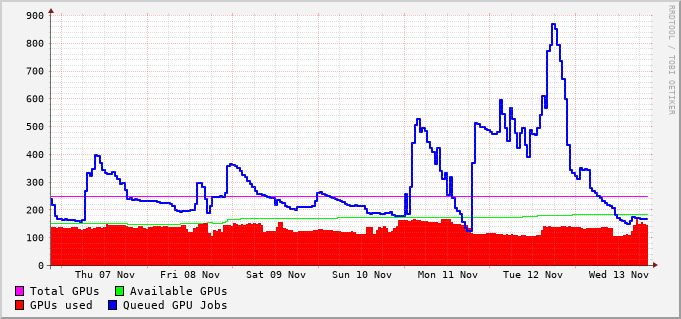 900
800
700
600
500
400
300
200
100
0
Thu 07 Nov Fri 08 Nov Sat 09 Nov Sun 10 Nov Mon 11 Nov Tue 12 Nov Wed 13 Nov
Total GPUs Available GPUs
GPUs used Queued GPU Jobs
RRDTOOL / TOBI OETIKER